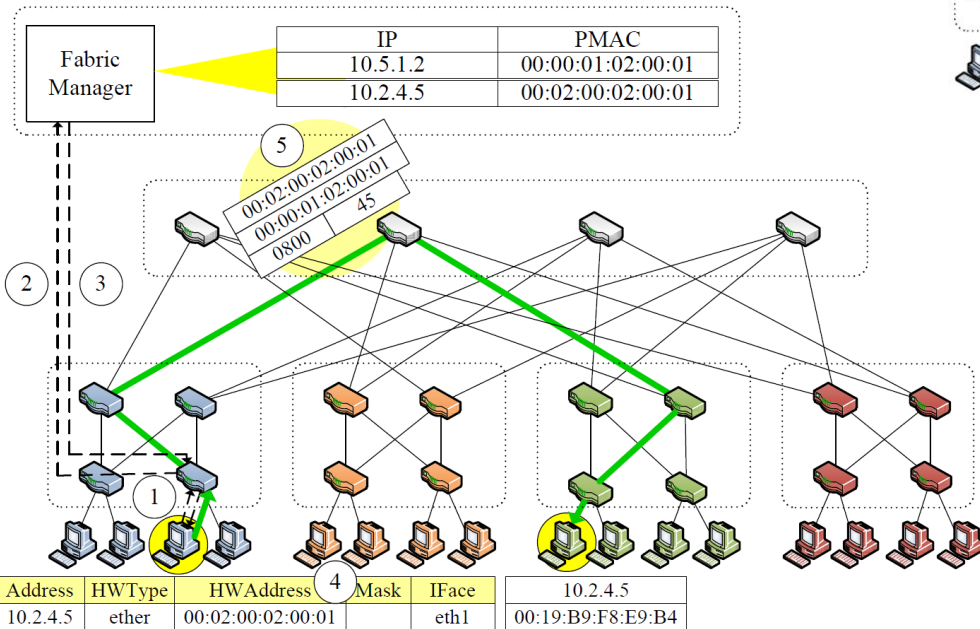 Fabric
Manager
IP PMAC
10.5.1.2 00:00:01:02:00:01
10.2.4.5 00:02:00:02:00:01
5
00:02:00:02:00:01
00:00:01:02:00:01
0800 45
2 3
1
4
Address HWType HWAddress Mask IFace
10.2.4.5 ether 00:02:00:02:00:01 eth1
10.2.4.5
00:19:B9:F8:E9:B4